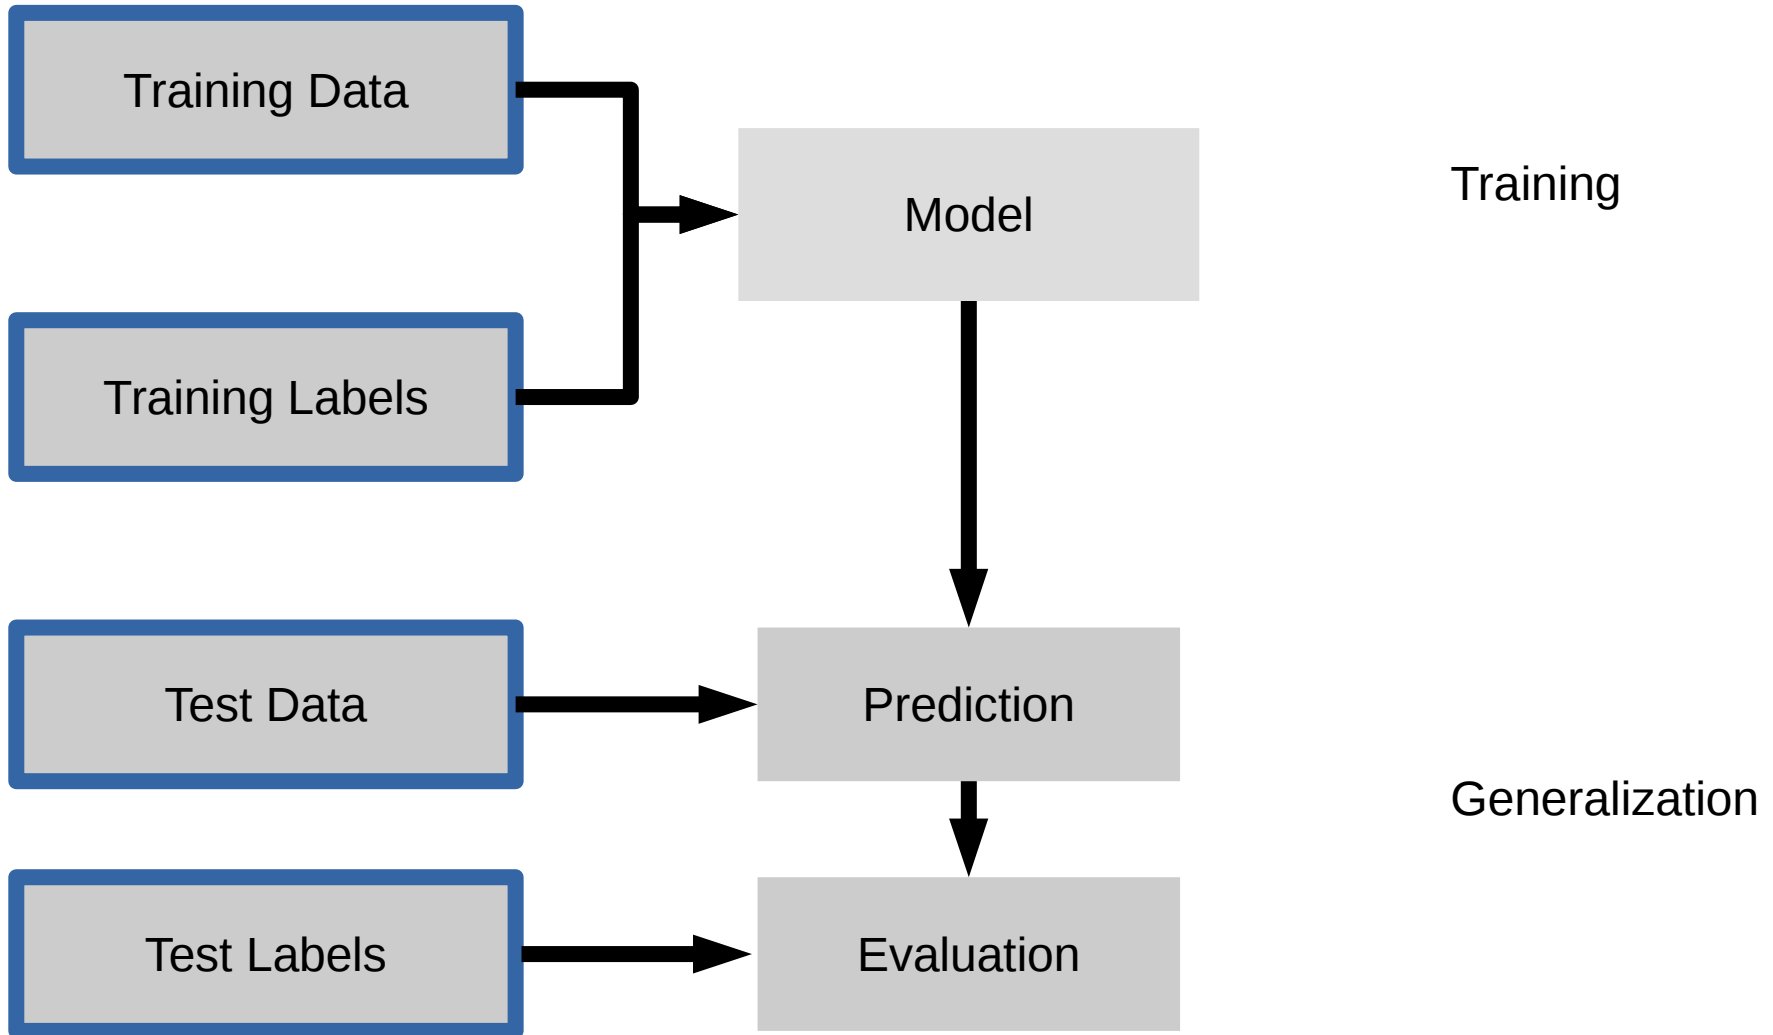 Training Data
Model
Training
Training Labels
Test Data
Prediction
Generalization
Test Labels
Evaluation